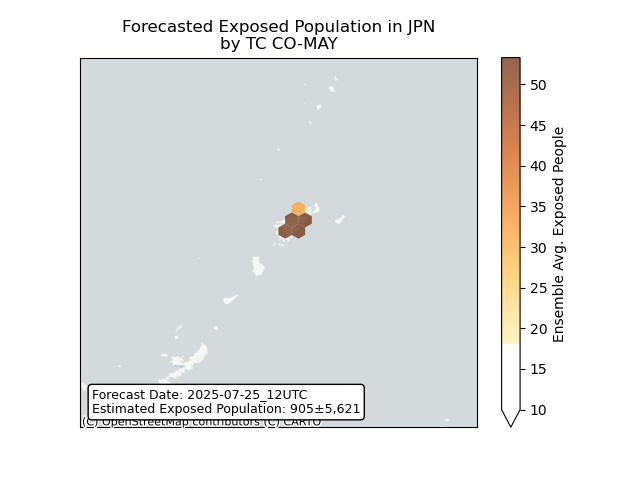 Forecasted Exposed Population in JPN
by TC CO-MAY
50
45
40
35
30
25
20
15
10
Ensemble Avg. Exposed People
Forecast Date: 2025-07-25_12UTC
Estimated Exposed Population: 905±5,621
(C) OpenStreetMap contributors (C) CARTO